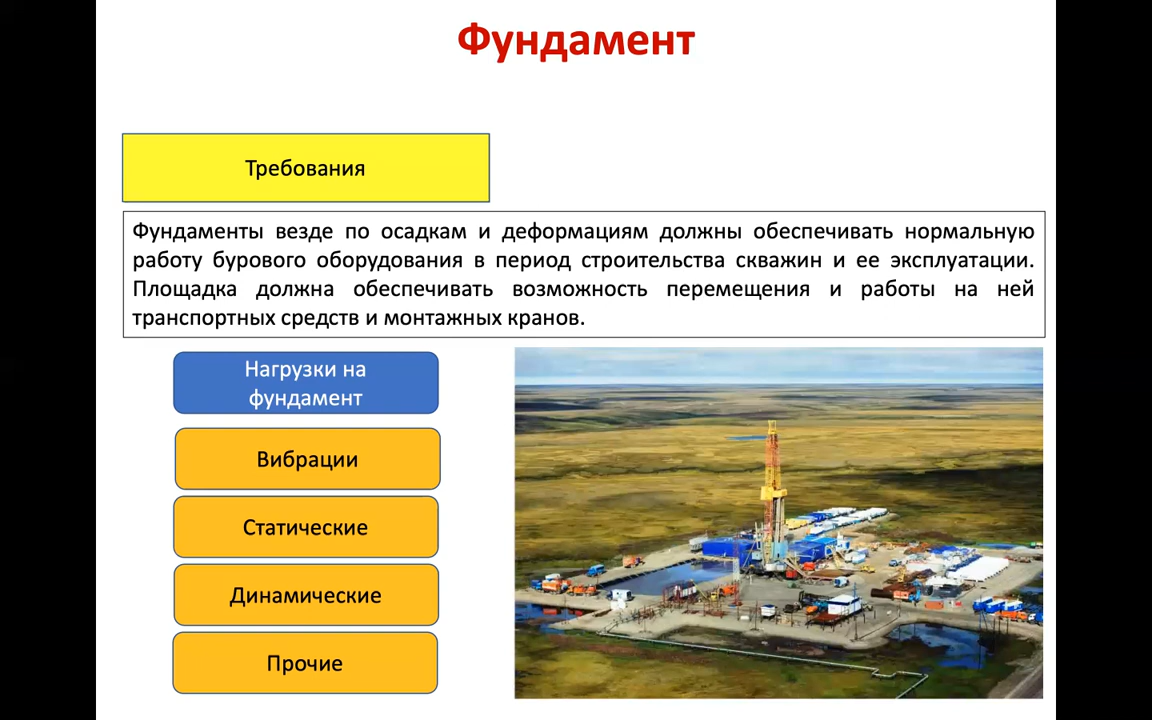 Фундамент
Требования
Фундаменты везде по осадкам и деформациям должны обеспечивать нормальную
работу бурового оборудования в период строительства скважин и ее эксплуатации.
Площадка должна обеспечивать возможность перемещения и работы на ней
транспортных средств и монтажных кранов.
Нагрузки на
фундамент
Вибрации
Статические
Динамические
Прочие